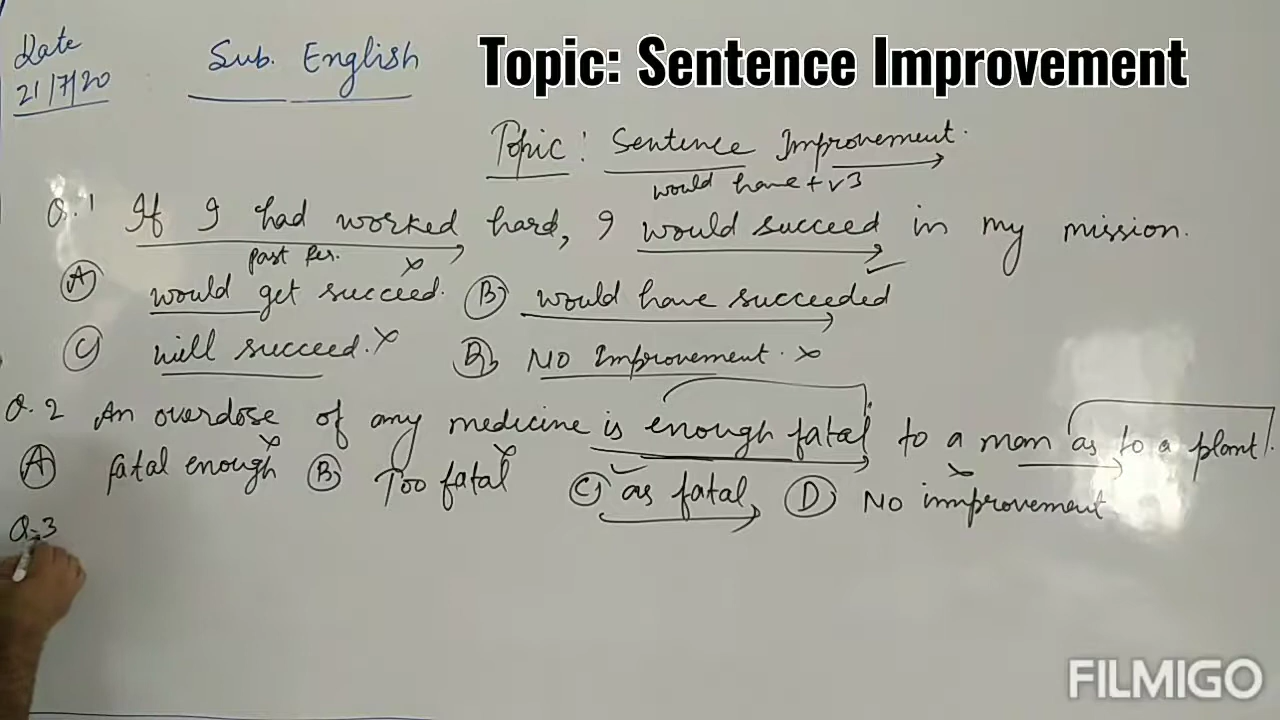 Date
21/7/20
Sub. English
Topic: Sentence Improvement
Topic: Sentence Improvement.
would have + v3
Q.1 If I had worked hard, I would succeed in my mission.
past Per.
(A) would get succeed. (B) would have succeeded
(C) will succeed. (D) No Improvement.
Q.2 An overdose of any medicine is enough fatal to a man as to a plant.
(A) fatal enough (B) Too fatal (C) as fatal (D) No improvement
Q.3
FILMIGO